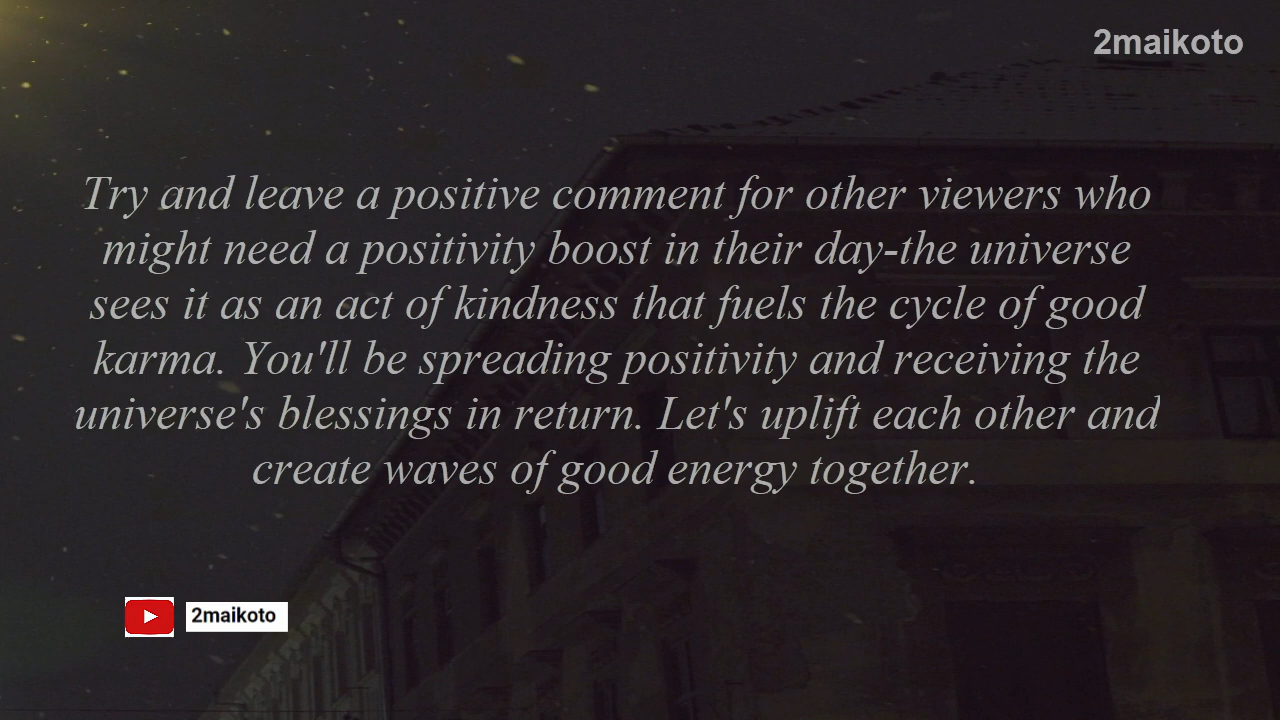 2maikoto
Try and leave a positive comment for other viewers who
might need a positivity boost in their day-the universe
sees it as an act of kindness that fuels the cycle of good
karma. You'll be spreading positivity and receiving the
universe's blessings in return. Let's uplift each other and
create waves of good energy together.
2maikoto